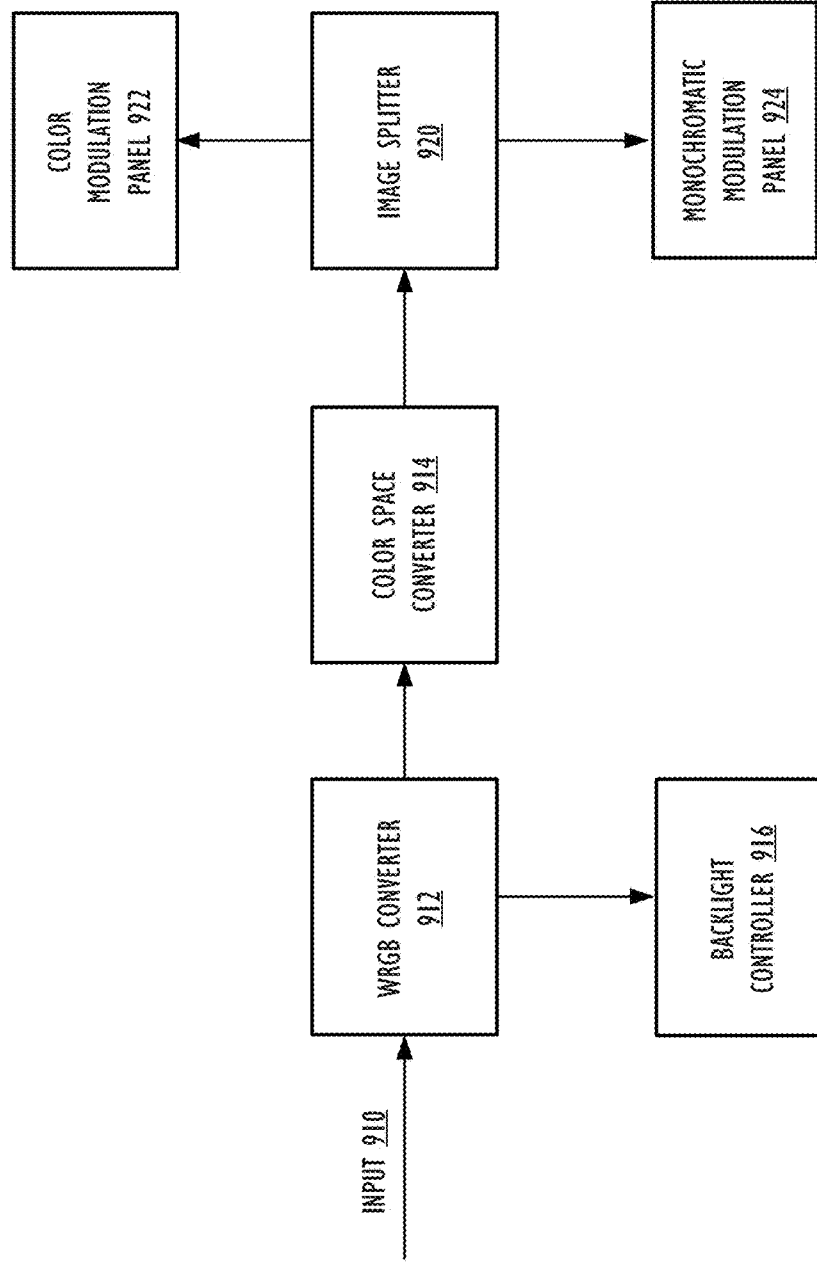 INPUT 910
WRGB CONVERTER
912
BACKLIGHT
CONTROLLER 916
COLOR SPACE
CONVERTER 914
IMAGE SPLITTER
920
COLOR
MODULATION
PANEL 922
MONOCHROMATIC
MODULATION
PANEL 924